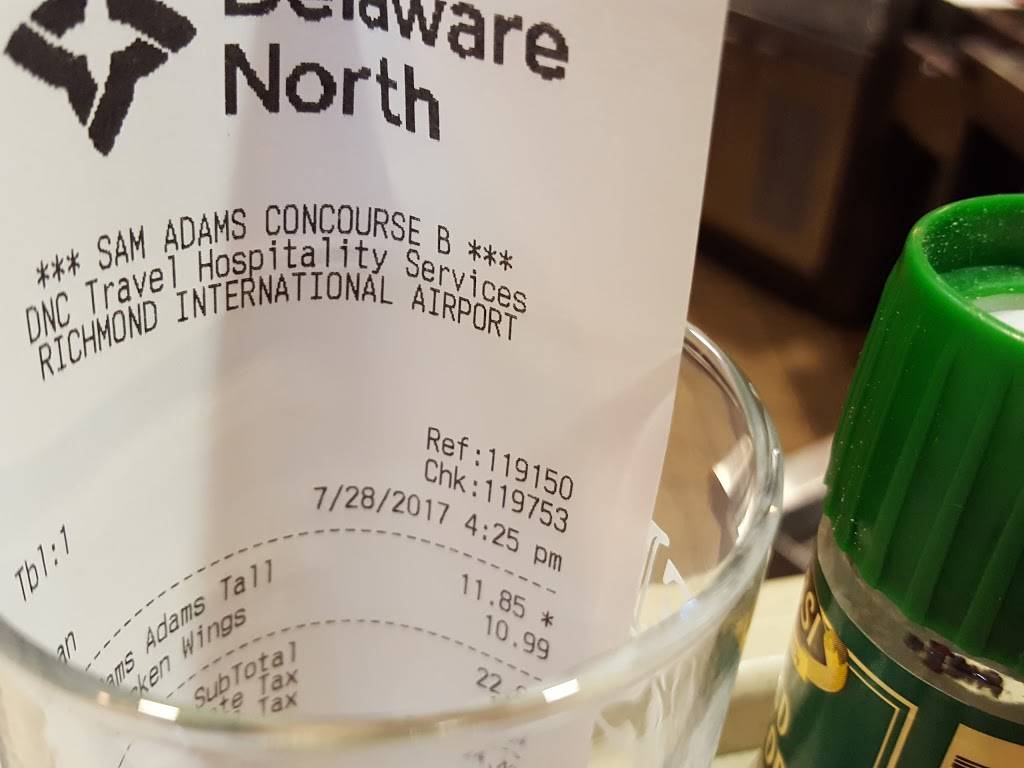 Delaware
North
*** SAM ADAMS CONCOURSE B ***
DNC Travel Hospitality Services
RICHMOND INTERNATIONAL AIRPORT
Ref:119150
Chk:119753
7/28/2017 4:25 pm
Tbl:1
Adams Tall 11.85 *
Wings 10.99
SubTotal
Tax
Tax